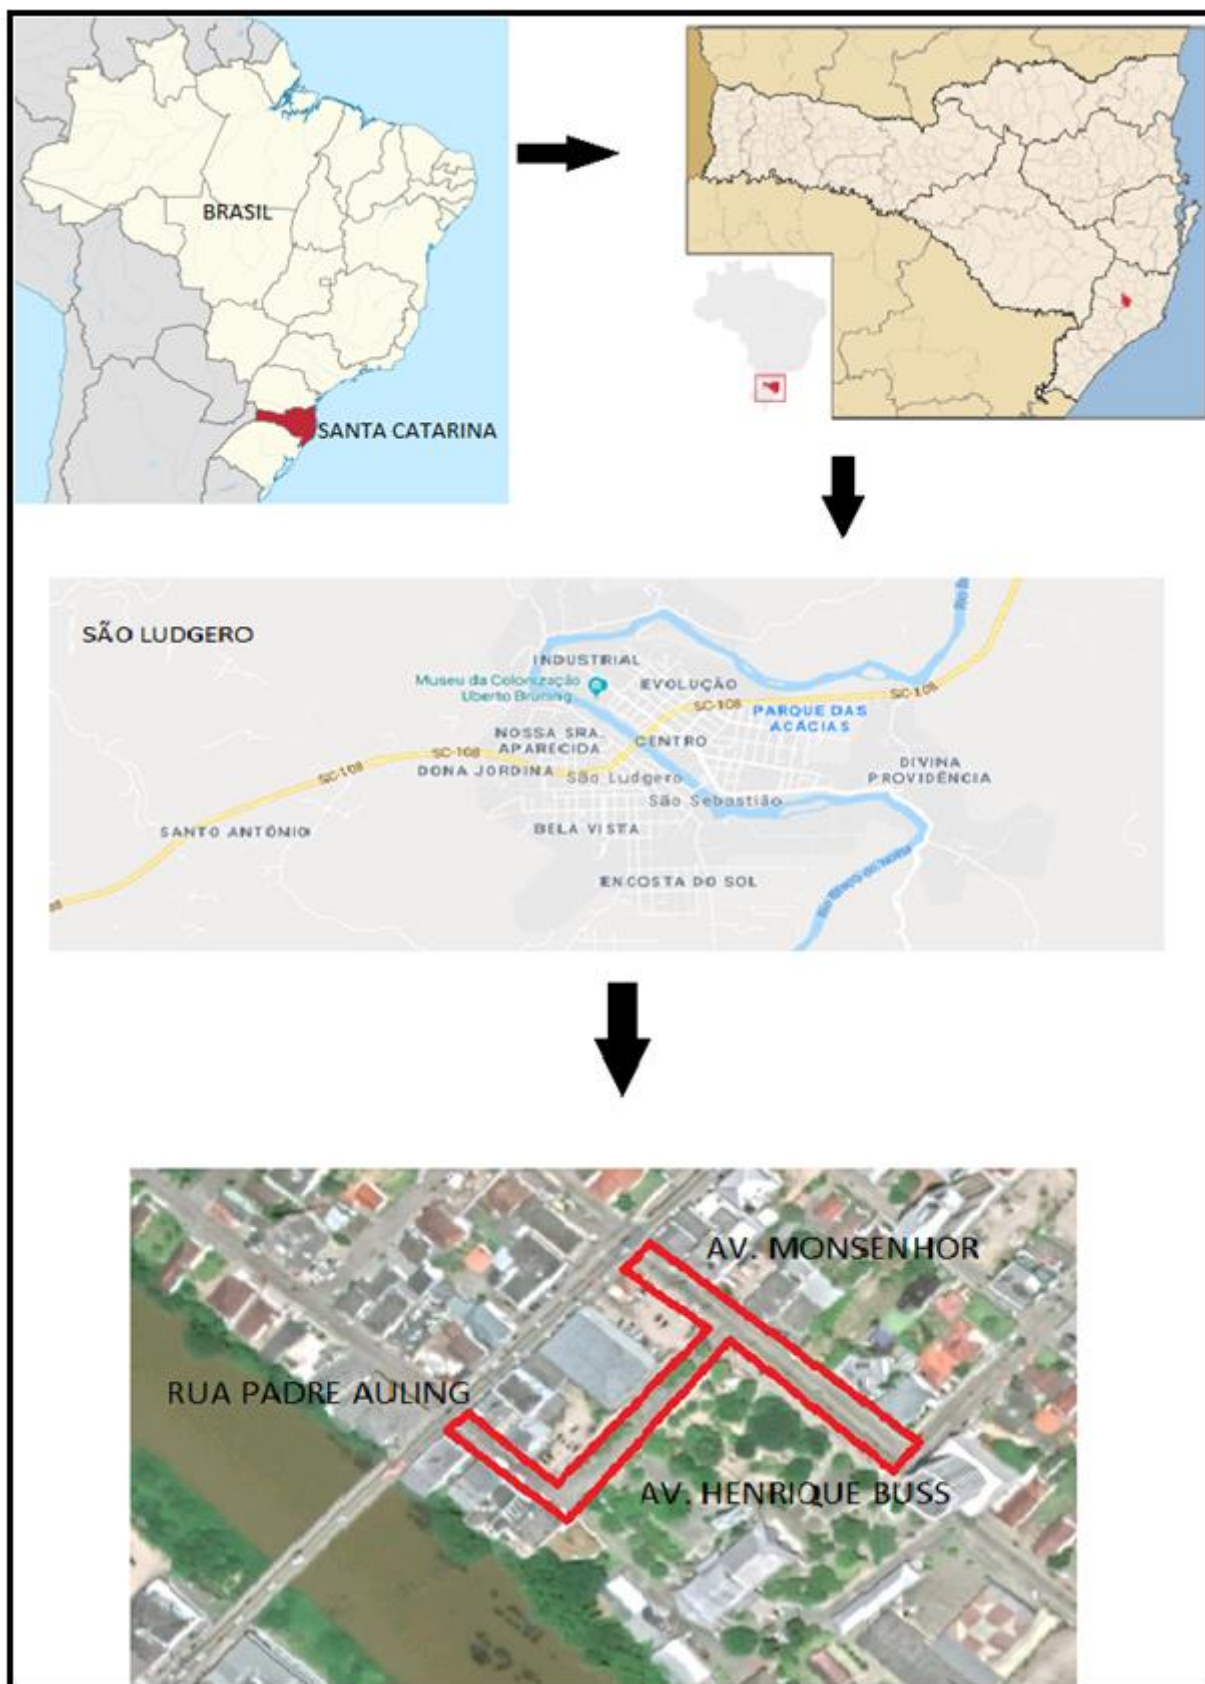 BRASIL
SANTA CATARINA
SÃO LUDGERO
INDUSTRIAL
Museu da Colonização
Uberto Bruning
EVOLUÇÃO
SC-108
SC-108
PARQUE DAS
ACÁCIAS
NOSSA SRA.
APARECIDA
CENTRO
SC-108
DONA JORDINA
São Ludgero
DIVINA
PROVIDÊNCIA
SC-108
São Sebastião
SANTO ANTÔNIO
BELA VISTA
ENCOSTA DO SOL
AV. MONSENHOR
RUA PADRE AULING
AV. HENRIQUE BUSS